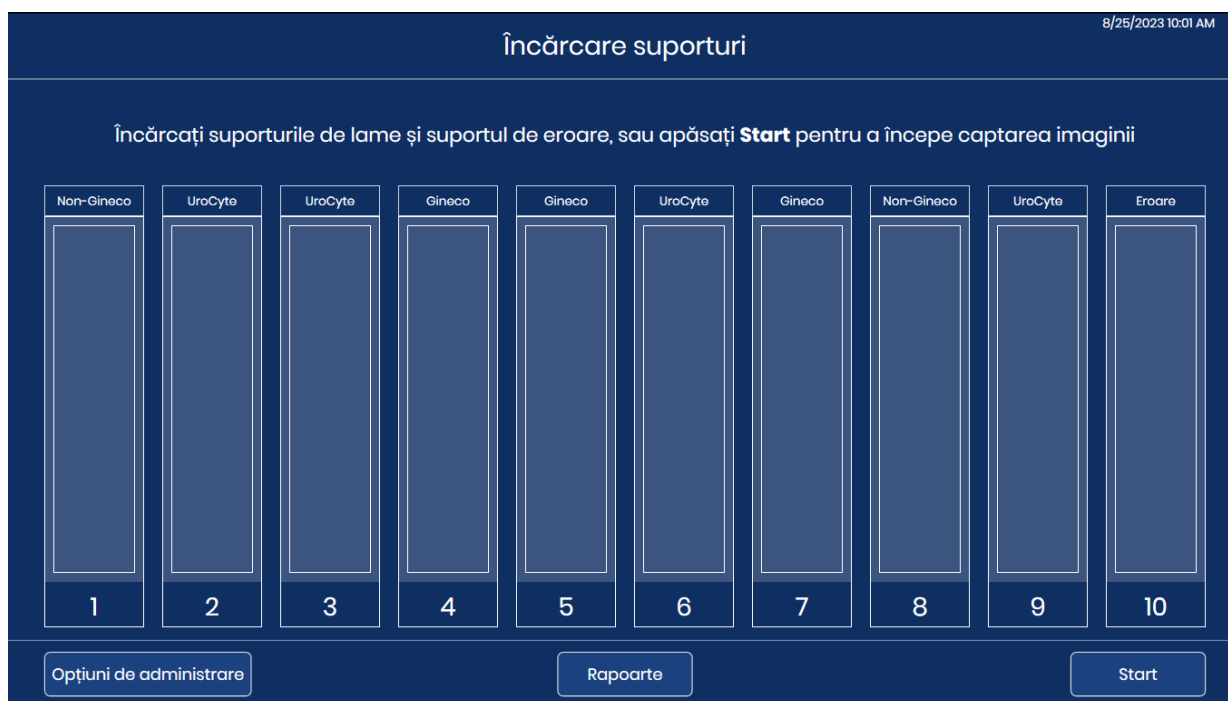 8/25/2023 10:01 AM
Încărcare suporturi
Încărcați suporturile de lame și suportul de eroare, sau apăsați Start pentru a începe captarea imaginii
Non-Gineco UroCyte UroCyte Gineco Gineco UroCyte Gineco Non-Gineco UroCyte Eroare
1 2 3 4 5 6 7 8 9 10
Opțiuni de administrare Rapoarte Start